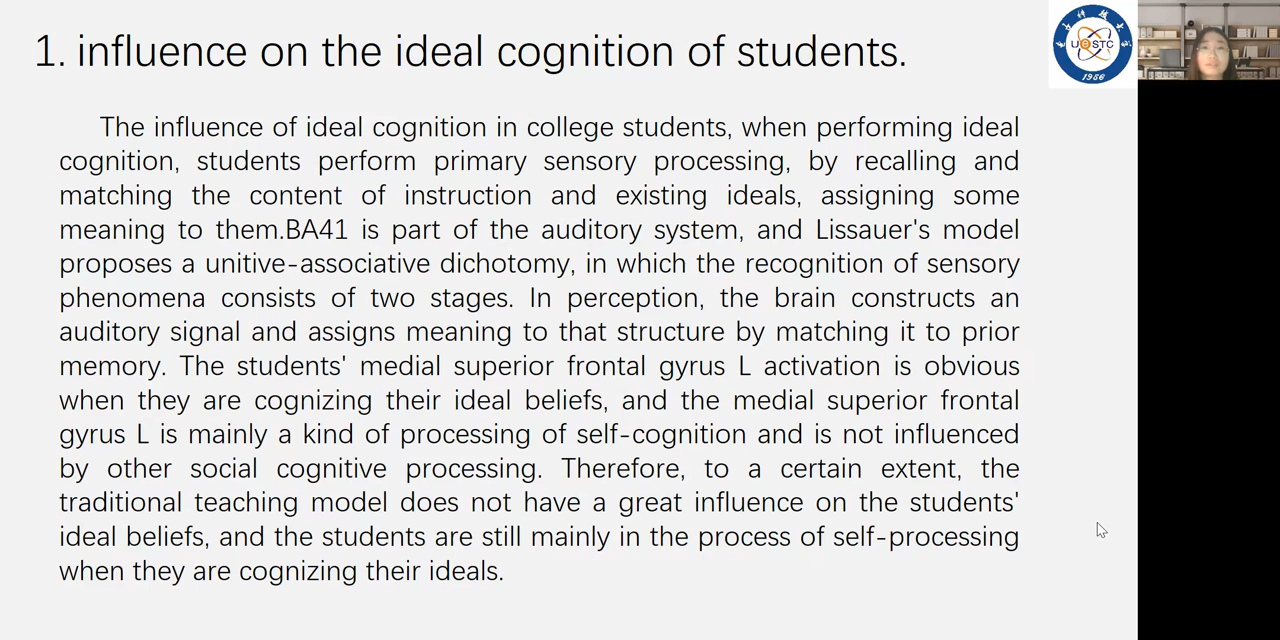 1. influence on the ideal cognition of students.
The influence of ideal cognition in college students, when performing ideal
cognition, students perform primary sensory processing, by recalling and
matching the content of instruction and existing ideals, assigning some
meaning to them.BA41 is part of the auditory system, and Lissauer's model
proposes a unitive-associative dichotomy, in which the recognition of sensory
phenomena consists of two stages. In perception, the brain constructs an
auditory signal and assigns meaning to that structure by matching it to prior
memory. The students' medial superior frontal gyrus L activation is obvious
when they are cognizing their ideal beliefs, and the medial superior frontal
gyrus L is mainly a kind of processing of self-cognition and is not influenced
by other social cognitive processing. Therefore, to a certain extent, the
traditional teaching model does not have a great influence on the students'
ideal beliefs, and the students are still mainly in the process of self-processing
when they are cognizing their ideals.
UeSTC
1956